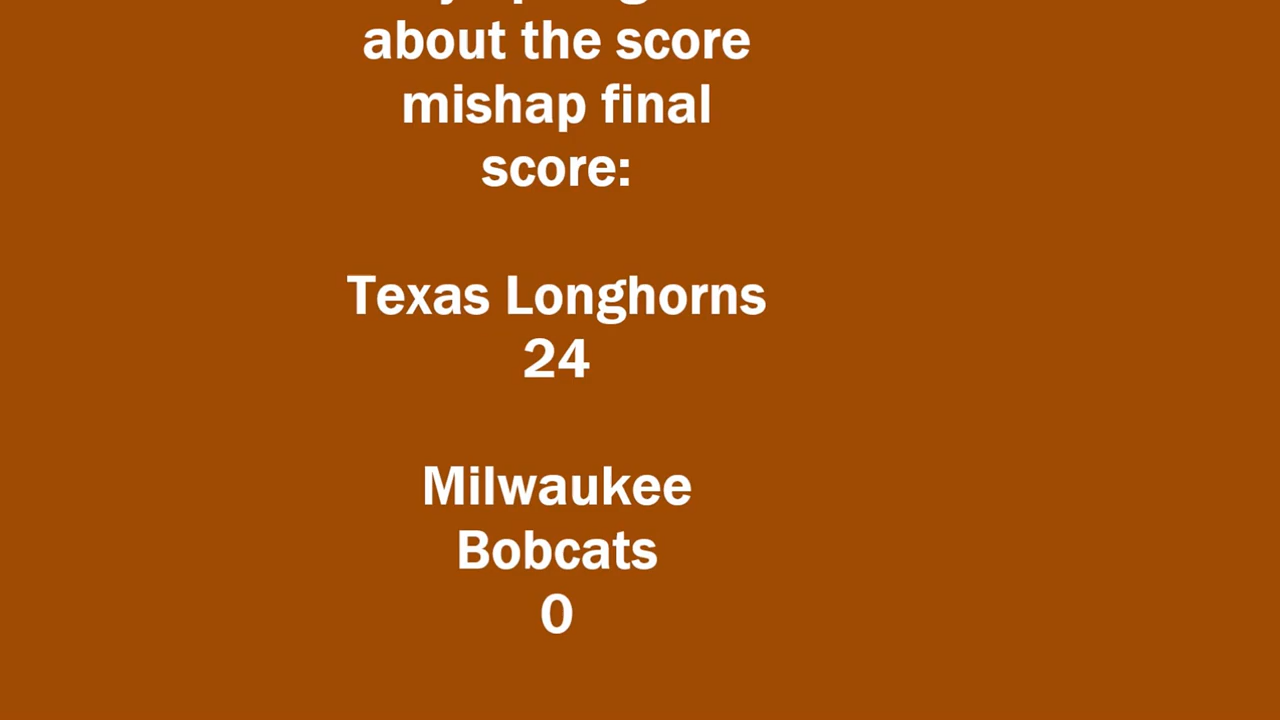 about the score
mishap final
score:
Texas Longhorns
24
Milwaukee
Bobcats
0